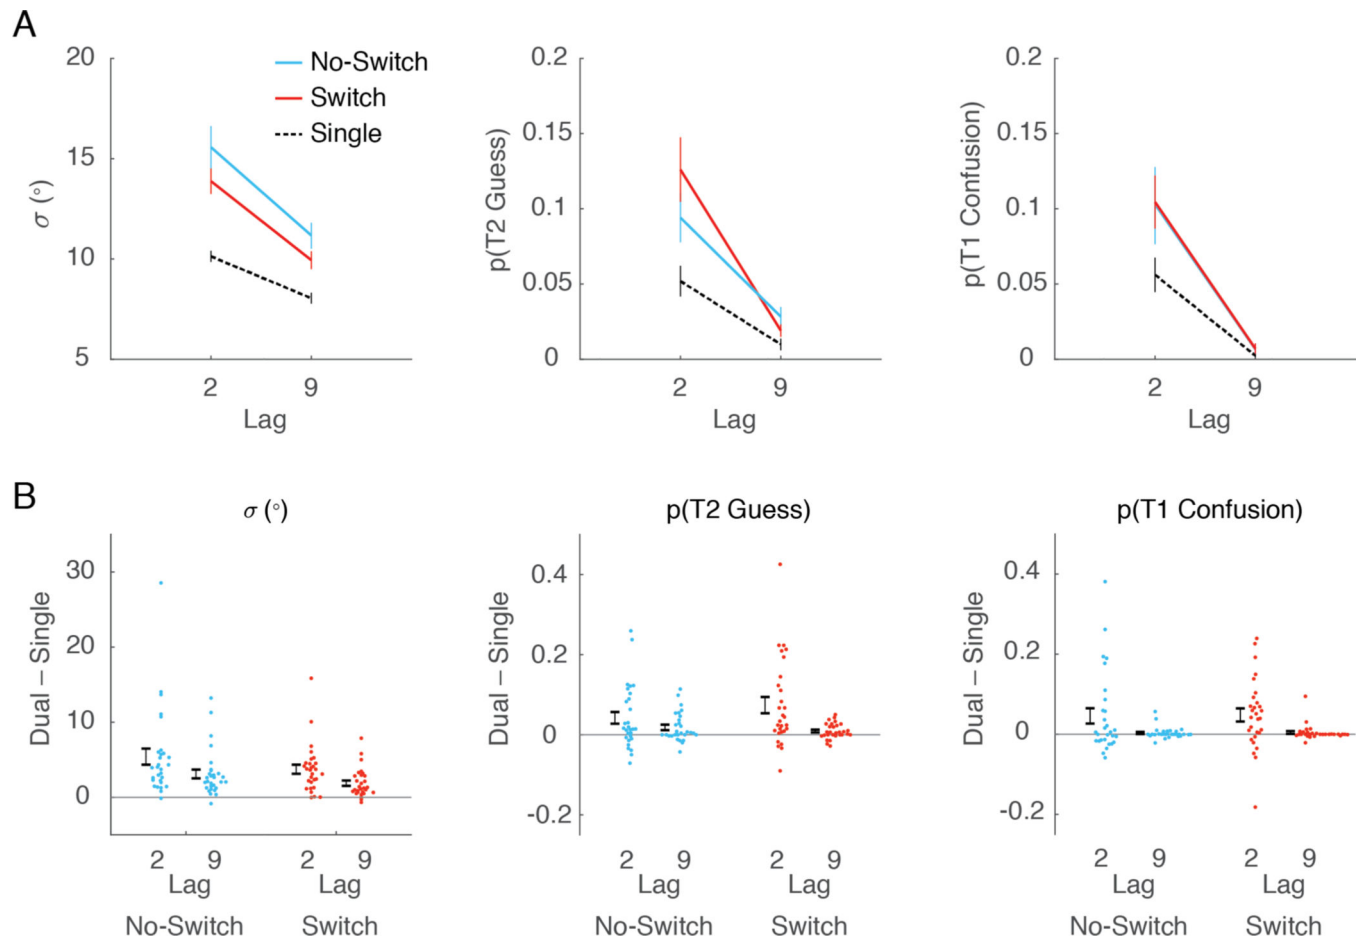 A
20
15
10
5
σ (°)
2
9
Lag
No-Switch
Switch
Single
0.2
0.15
0.1
0.05
0
p(T2 Guess)
2
9
Lag
0.2
0.15
0.1
0.05
0
p(T1 Confusion)
2
9
Lag
B
σ (°)
30
20
10
0
Dual – Single
2
9
2
9
Lag
Lag
No-Switch
Switch
p(T2 Guess)
0.4
0.2
0
-0.2
Dual – Single
2
9
2
9
Lag
Lag
No-Switch
Switch
p(T1 Confusion)
0.4
0.2
0
-0.2
Dual – Single
2
9
2
9
Lag
Lag
No-Switch
Switch